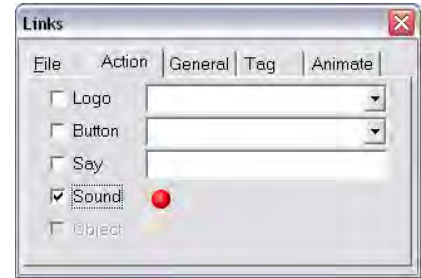 Links
File Action General Tag Animate
Logo
Button
Say
Sound
Object